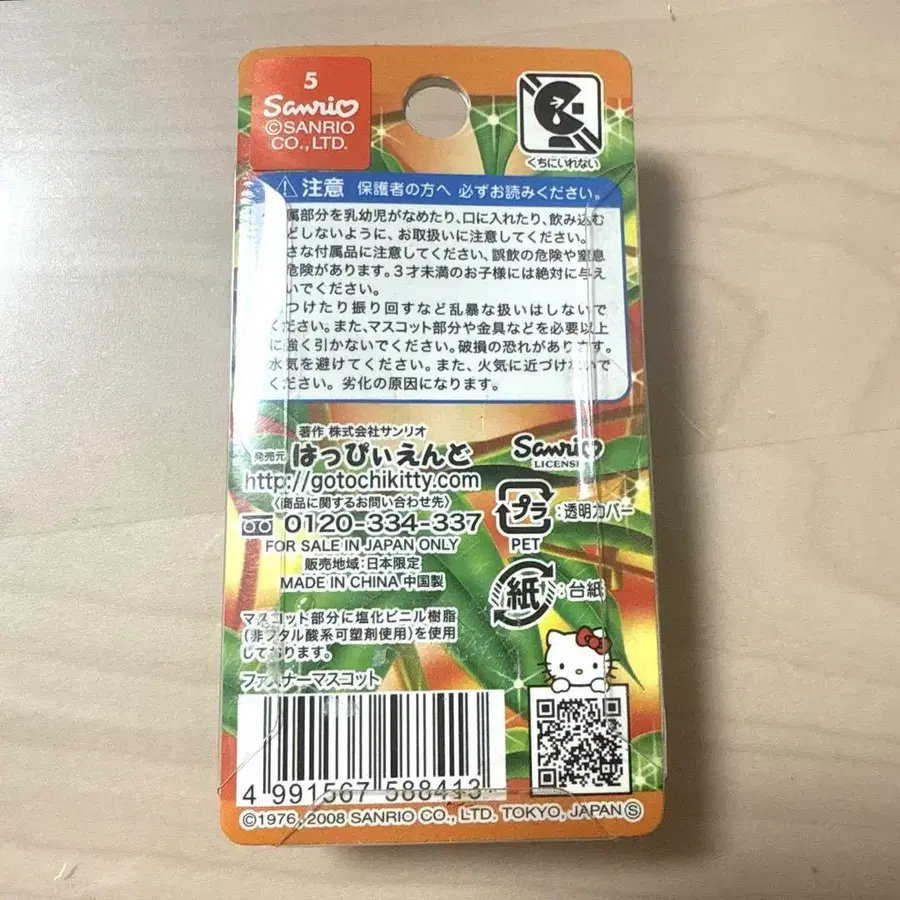 5
Sanrio
©SANRIO
CO.,LTD.
くちにいれない
注意 保護者の方へ 必ずお読みください。
属部分を乳幼児がなめたり、口に入れたり、飲み込む
どしないように、お取扱いに注意してください。
さな付属品に注意してください、誤飲の危険や窒息
危険があります。3才未満のお子様には絶対に与え
いでください。
つけたり振り回すなど乱暴な扱いはしないで
ください。また、マスコット部分や金具などを必要以上
に強く引かないでください。破損の恐れがあります。
水気を避けてください。また、火気に近づけないで
ください。劣化の原因になります。
著作 株式会社サンリオ
発売元 はっぴぃえんど
http://gotochikitty.com
〈商品に関するお問い合わせ先〉
0120-334-337
FOR SALE IN JAPAN ONLY
販売地域:日本限定
MADE IN CHINA 中国製
Sanrio
LICENSE
プラ :透明カバー
PET
紙 :台紙
マスコット部分に塩化ビニル樹脂
(非フタル酸系可塑剤使用)を使用
しております。
ファスナーマスコット
4 991567 588413
©1976, 2008 SANRIO CO., LTD. TOKYO, JAPAN Ⓢ